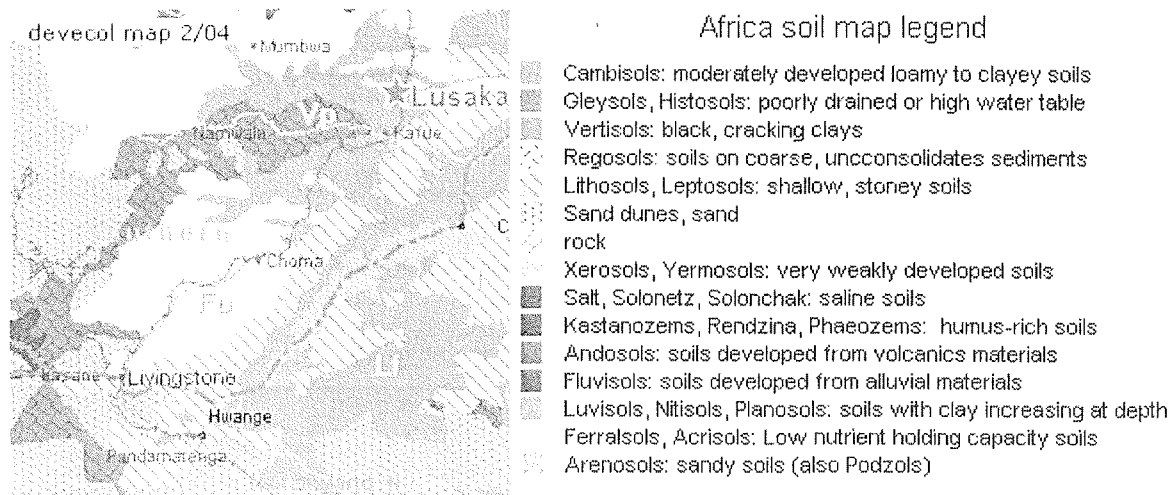 devecol map 2/04
Mumbwa
Lusaka
Namwala
Kafue
C
Choma
Livingstone
Hwange
Pandamatenga
Africa soil map legend
Cambisols: moderately developed loamy to clayey soils
Gleysols, Histosols: poorly drained or high water table
Vertisols: black, cracking clays
Regosols: soils on coarse, uncconsolidates sediments
Lithosols, Leptosols: shallow, stoney soils
Sand dunes, sand
rock
Xerosols, Yermosols: very weakly developed soils
Salt, Solonetz, Solonchak: saline soils
Kastanozems, Rendzina, Phaeozems: humus-rich soils
Andosols: soils developed from volcanics materials
Fluvisols: soils developed from alluvial materials
Luvisols, Nitisols, Planosols: soils with clay increasing at depth
Ferralsols, Acrisols: Low nutrient holding capacity soils
Arenosols: sandy soils (also Podzols)